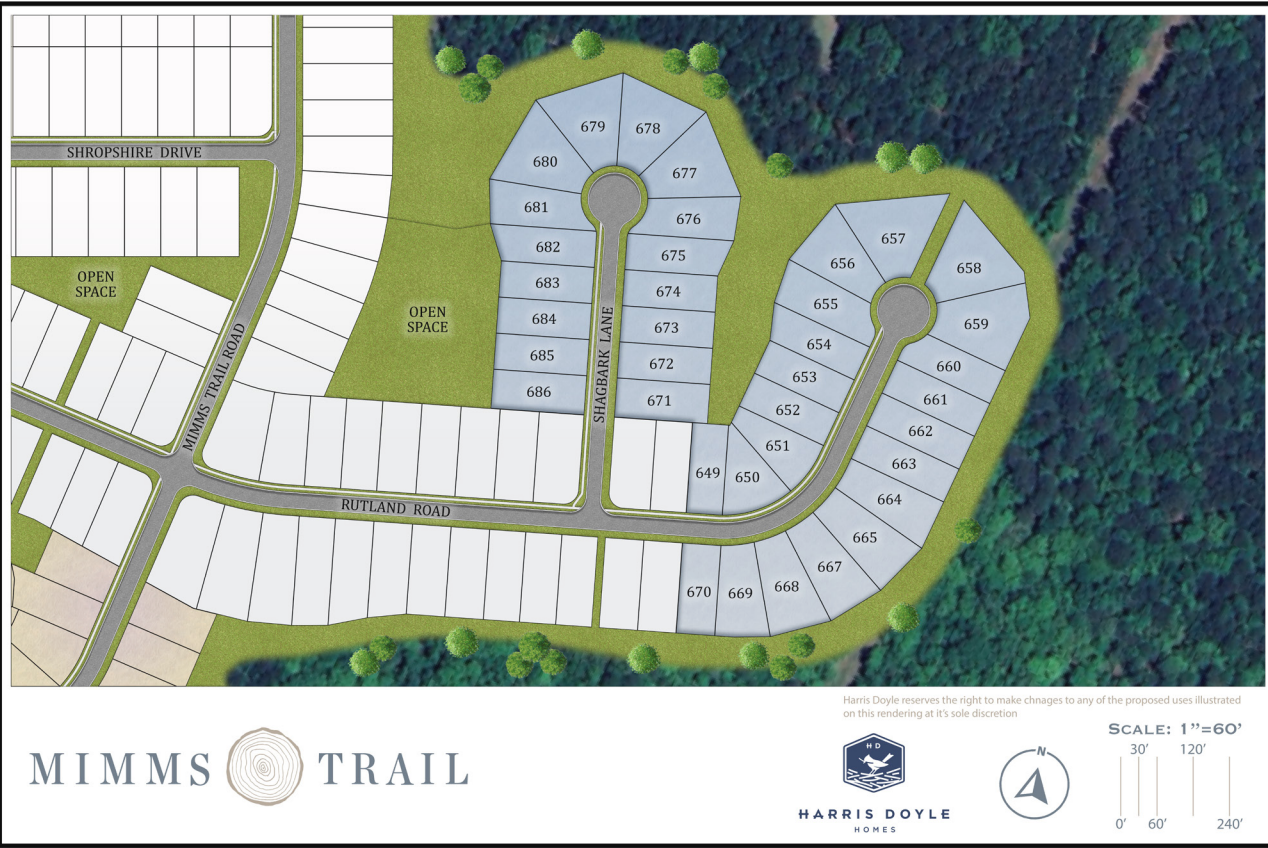 SHROPSHIRE DRIVE
OPEN
SPACE
MIMMS TRAIL ROAD
OPEN
SPACE
RUTLAND ROAD
SHAGBARK LANE
679
678
680
677
681
676
682
675
683
674
684
673
685
672
686
671
657
658
656
655
659
654
660
653
661
652
662
651
663
649
650
664
665
667
668
669
670
Harris Doyle reserves the right to make chnages to any of the proposed uses illustrated
on this rendering at it's sole discretion
MIMMS TRAIL
HD
HARRIS DOYLE
HOMES
N
SCALE: 1”=60’
30’ 120’
0’ 60’ 240’